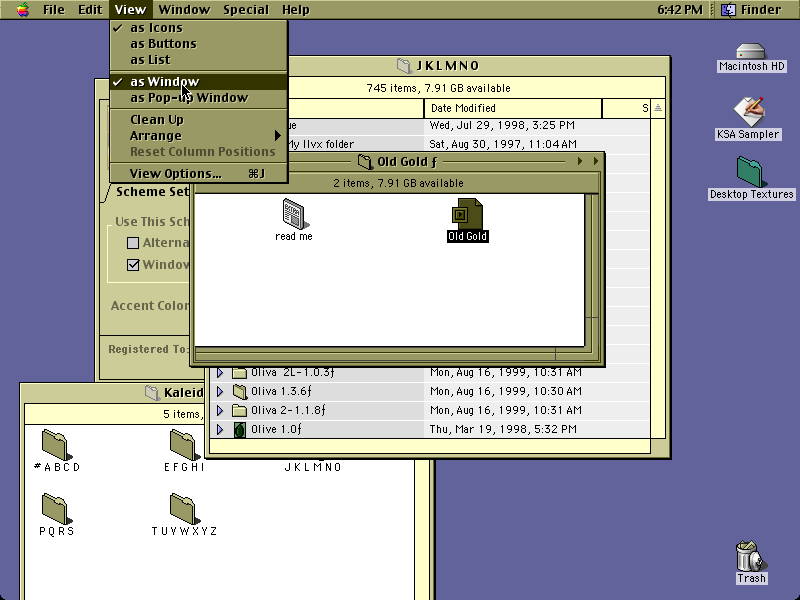 File Edit View Window Special Help 6:42 PM Finder
as Icons
as Buttons
as List
as Window
as Pop-up Window
Clean Up
Arrange
Reset Column Positions
View Options... ⌘J
JKLMNO
745 items, 7.91 GB available
Date Modified S
ue Wed, Jul 29, 1998, 3:25 PM
My llvx folder Sat, Aug 30, 1997, 11:04 AM
Old Gold ƒ
2 items, 7.91 GB available
read me
Old Gold
Scheme Set
Use This Sch
Alterna
Window
Accent Color
Registered To:
Oliva 2L-1.0.3ƒ Mon, Aug 16, 1999, 10:31 AM
Oliva 1.3.6ƒ Mon, Aug 16, 1999, 10:30 AM
Oliva 2-1.1.8ƒ Mon, Aug 16, 1999, 10:31 AM
Olive 1.0ƒ Thu, Mar 19, 1998, 5:32 PM
Kaleid
5 items,
#ABCD
EFGHI
JKLMNO
PQRS
TUVWXYZ
Macintosh HD
KSA Sampler
Desktop Textures
Trash